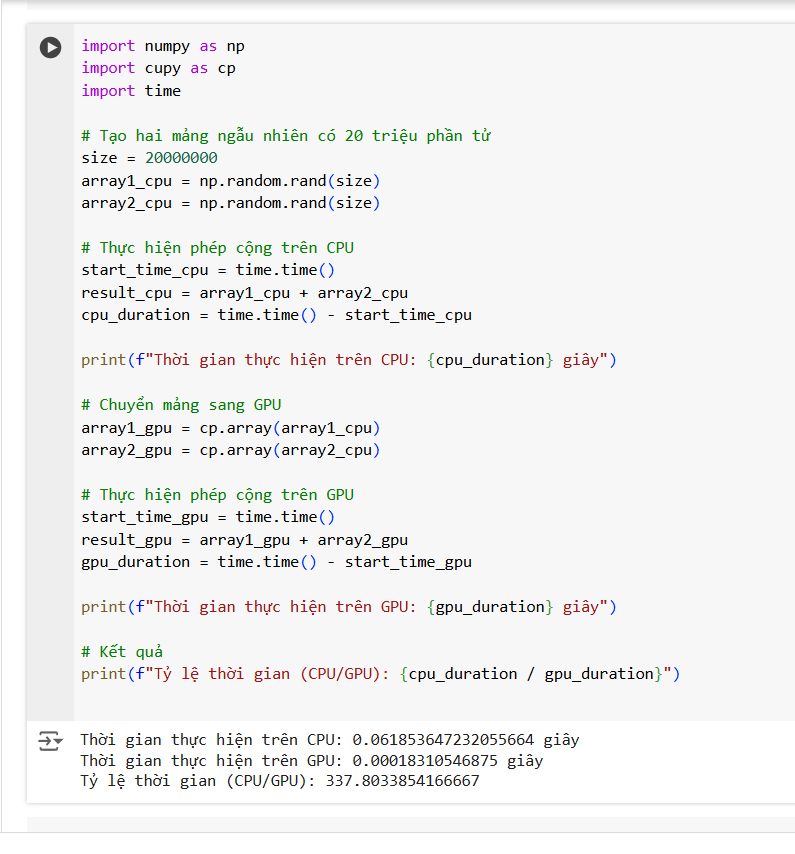 import numpy as np
import cupy as cp
import time
# Tạo hai mảng ngẫu nhiên có 20 triệu phần tử
size = 20000000
array1_cpu = np.random.rand(size)
array2_cpu = np.random.rand(size)
# Thực hiện phép cộng trên CPU
start_time_cpu = time.time()
result_cpu = array1_cpu + array2_cpu
cpu_duration = time.time() - start_time_cpu
print(f"Thời gian thực hiện trên CPU: {cpu_duration} giây")
# Chuyển mảng sang GPU
array1_gpu = cp.array(array1_cpu)
array2_gpu = cp.array(array2_cpu)
# Thực hiện phép cộng trên GPU
start_time_gpu = time.time()
result_gpu = array1_gpu + array2_gpu
gpu_duration = time.time() - start_time_gpu
print(f"Thời gian thực hiện trên GPU: {gpu_duration} giây")
# Kết quả
print(f"Tỷ lệ thời gian (CPU/GPU): {cpu_duration / gpu_duration}")
Thời gian thực hiện trên CPU: 0.061853647232055664 giây
Thời gian thực hiện trên GPU: 0.00018310546875 giây
Tỷ lệ thời gian (CPU/GPU): 337.8033854166667